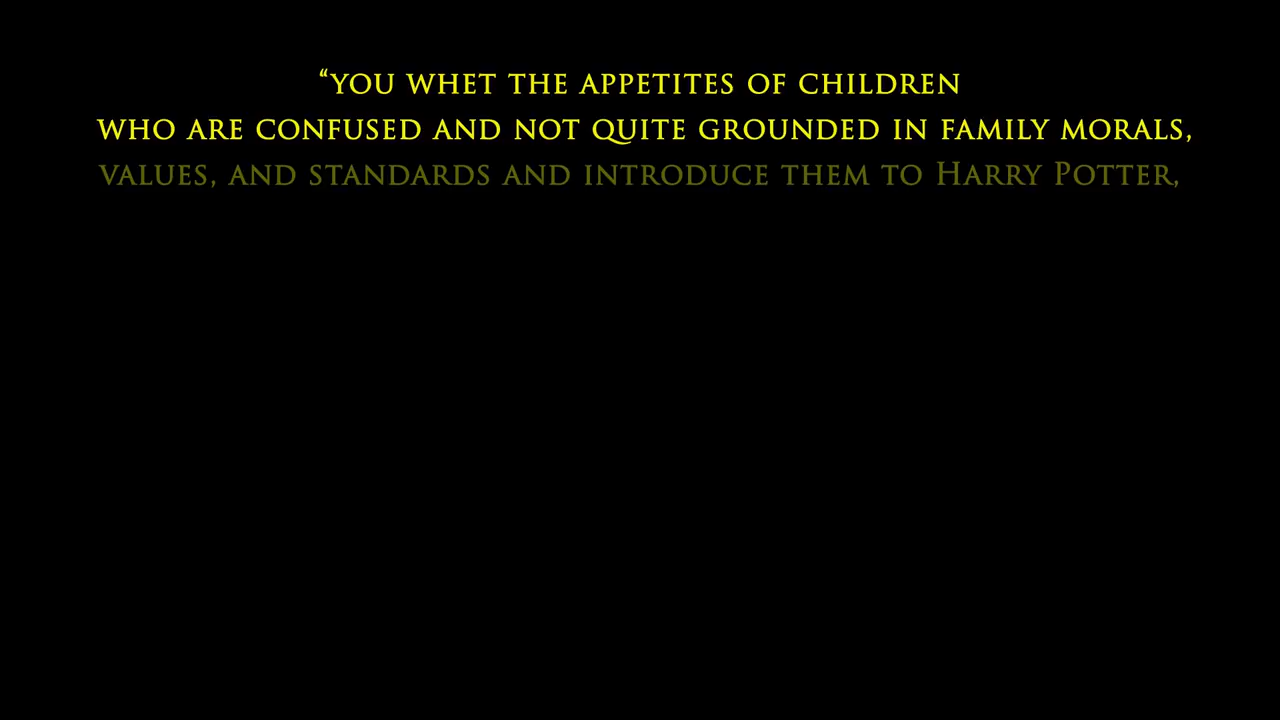 “you whet the appetites of children
who are confused and not quite grounded in family morals,
values, and standards and introduce them to Harry Potter,